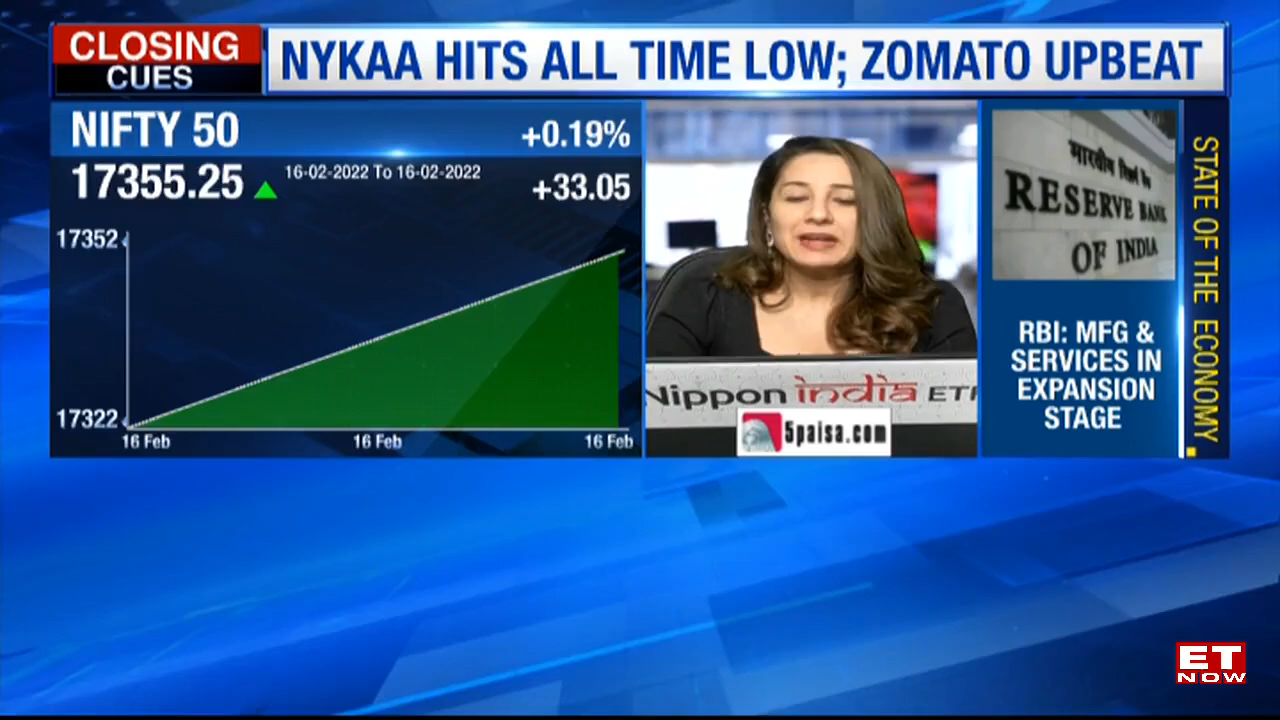 CLOSING
CUES
NYKAA HITS ALL TIME LOW; ZOMATO UPBEAT
NIFTY 50
+0.19%
17355.25
16-02-2022 To 16-02-2022
+33.05
17352
17322
16 Feb
16 Feb
16 Feb
Nippon india ETF
5paisa.com
भारतीय रिज़र्व बैंक
RESERVE BANK
OF INDIA
RBI: MFG &
SERVICES IN
EXPANSION
STAGE
STATE OF THE ECONOMY
ET
NOW